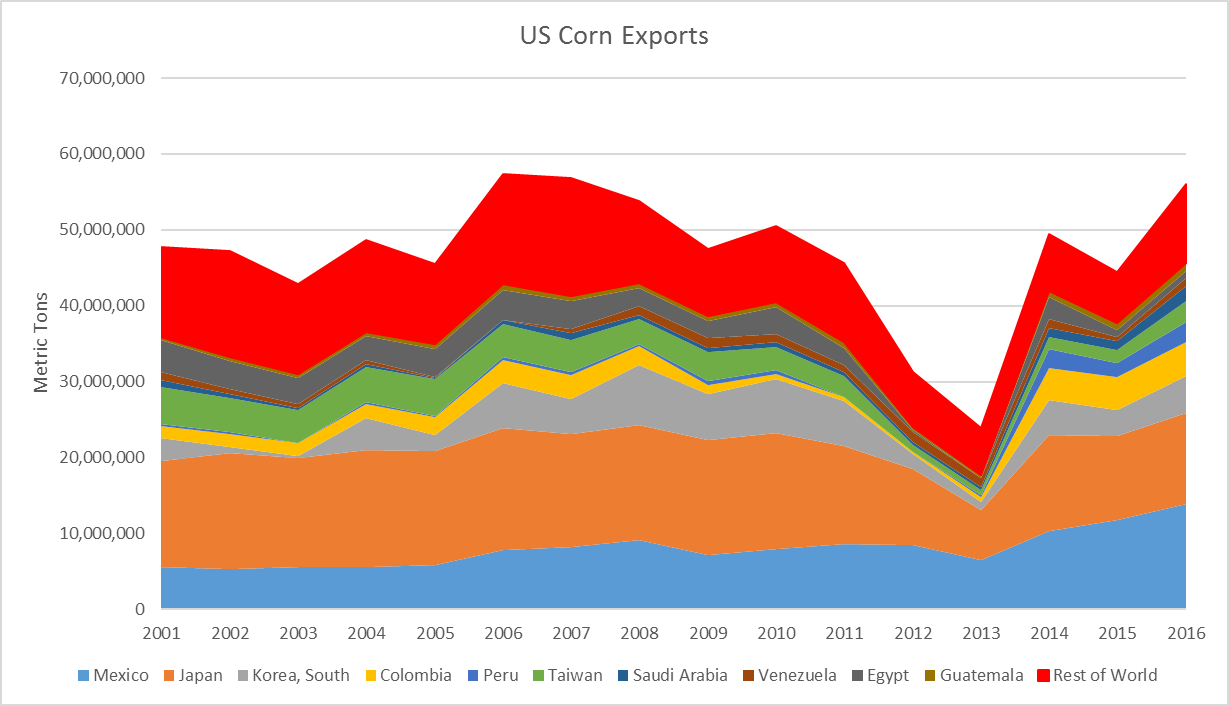 US Corn Exports
70,000,000
60,000,000
50,000,000
40,000,000
30,000,000
20,000,000
10,000,000
0
Metric Tons
2001 2002 2003 2004 2005 2006 2007 2008 2009 2010 2011 2012 2013 2014 2015 2016
Mexico Japan Korea, South Colombia Peru Taiwan Saudi Arabia Venezuela Egypt Guatemala Rest of World